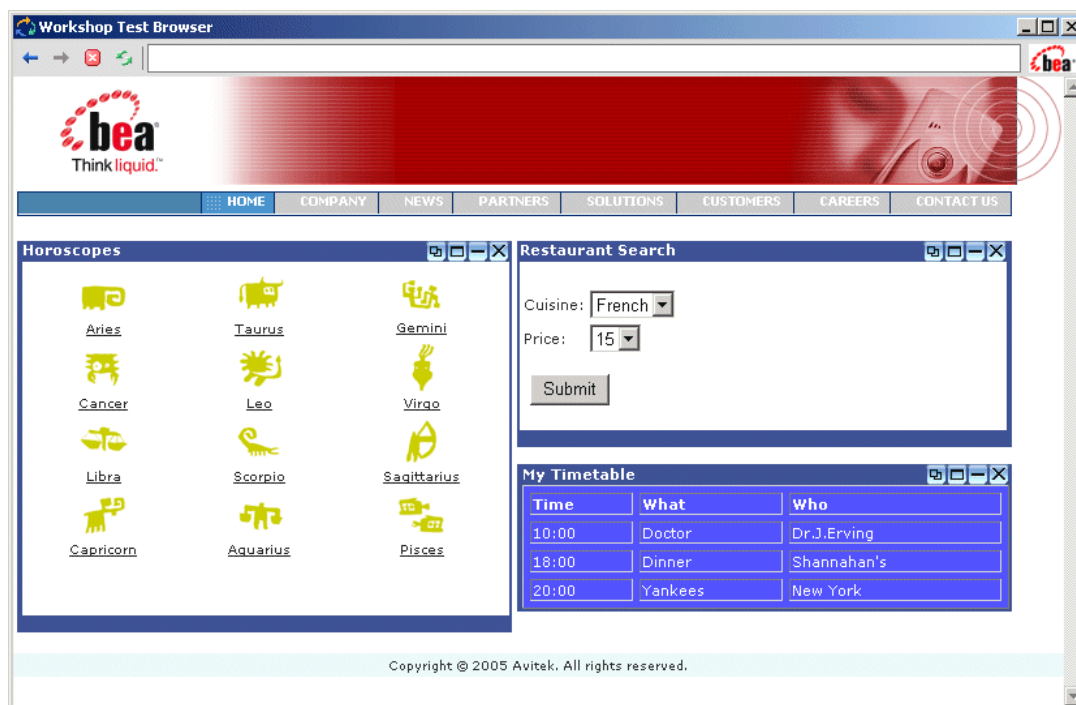 Workshop Test Browser
bea
bea
Think liquid.™
HOME COMPANY NEWS PARTNERS SOLUTIONS CUSTOMERS CAREERS CONTACT US
Horoscopes
Aries Taurus Gemini
Cancer Leo Virgo
Libra Scorpio Sagittarius
Capricorn Aquarius Pisces
Restaurant Search
Cuisine: French
Price: 15
Submit
My Timetable
Time What Who
10:00 Doctor Dr.J.Erving
18:00 Dinner Shannahan's
20:00 Yankees New York
Copyright © 2005 Avitek. All rights reserved.